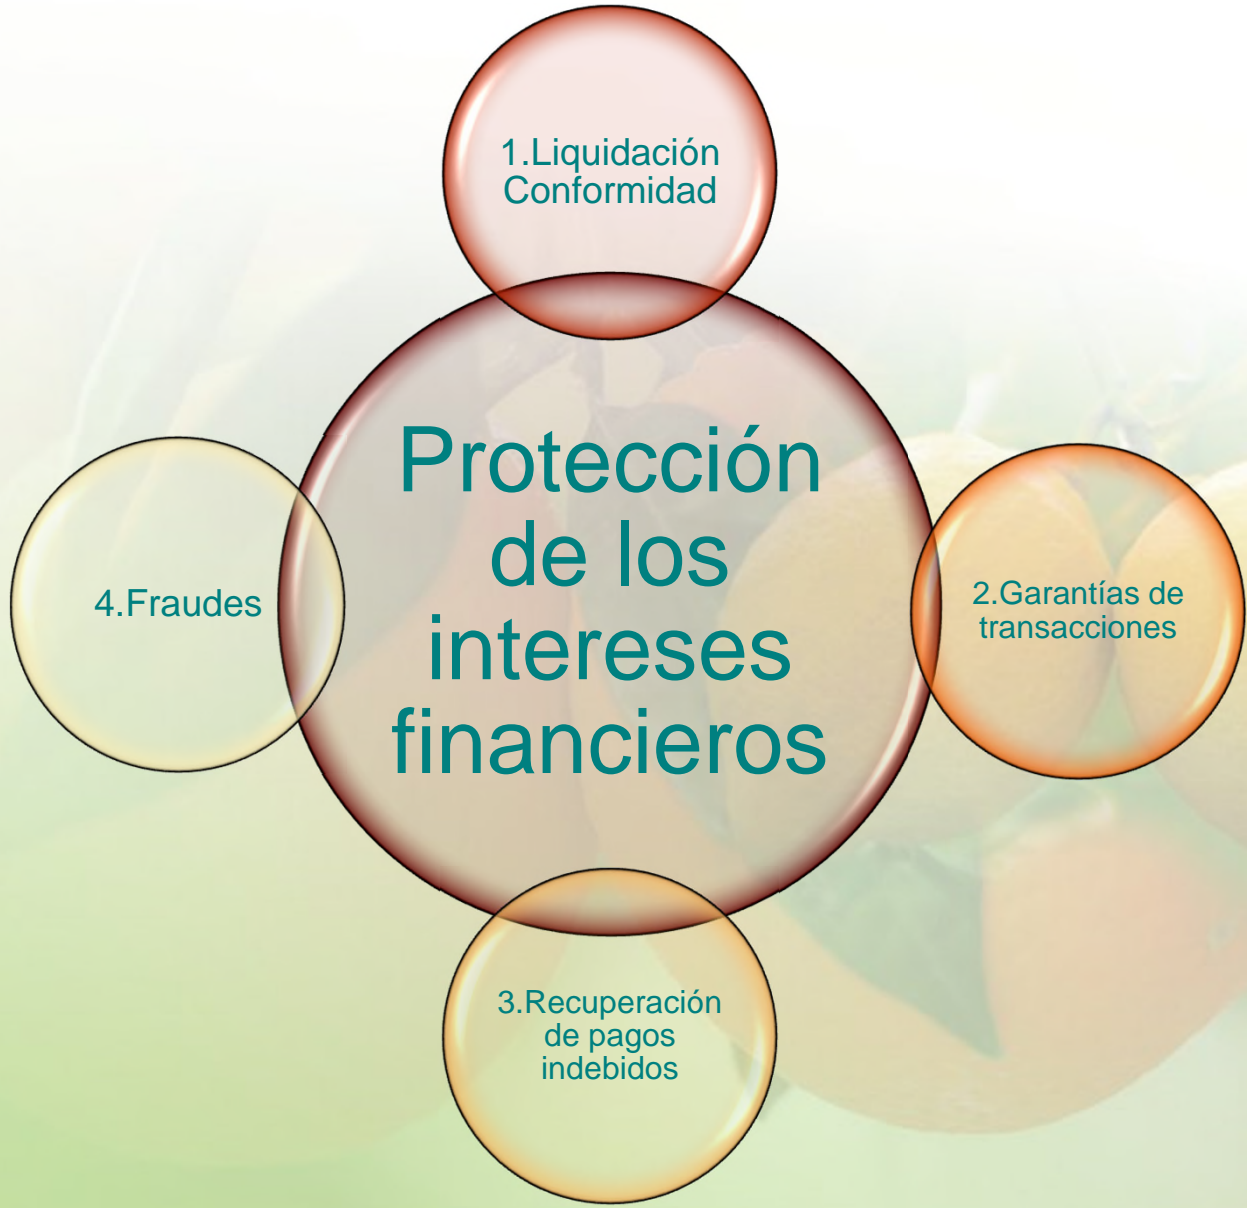 1.Liquidación
Conformidad
Protección
de los
intereses
financieros
2.Garantías de
transacciones
3.Recuperación
de pagos
indebidos
4.Fraudes